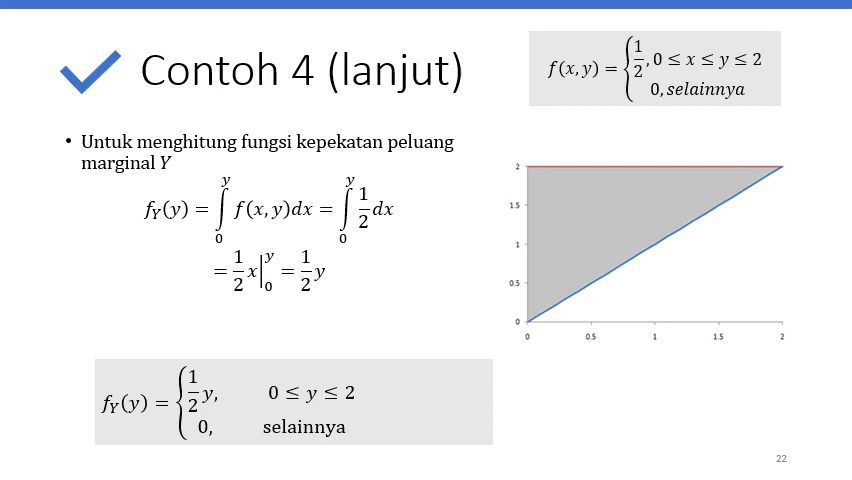 Contoh 4 (lanjut)
f(x, y) = { 1/2 , 0 ≤ x ≤ y ≤ 2
0, selainnya
• Untuk menghitung fungsi kepekatan peluang
marginal Y
f_Y(y) = ∫_0^y f(x, y)dx = ∫_0^y 1/2 dx
= 1/2 x|_0^y = 1/2 y
2
1.5
1
0.5
0
0 0.5 1 1.5 2
f_Y(y) = { 1/2 y, 0 ≤ y ≤ 2
0, selainnya
22